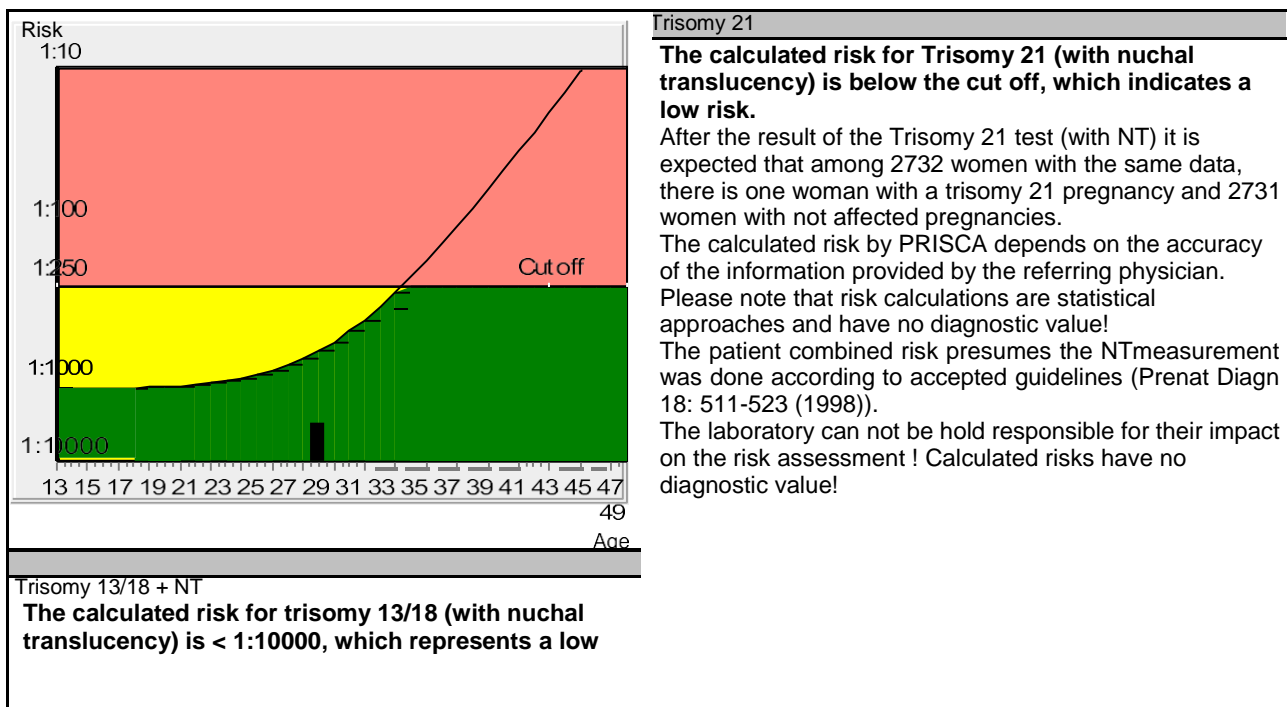 Risk
1:10
1:100
1:250
Cut off
1:1000
1:10000
13 15 17 19 21 23 25 27 29 31 33 35 37 39 41 43 45 47
49
Age
Trisomy 13/18 + NT
The calculated risk for trisomy 13/18 (with nuchal
translucency) is < 1:10000, which represents a low
Trisomy 21
The calculated risk for Trisomy 21 (with nuchal
translucency) is below the cut off, which indicates a
low risk.
After the result of the Trisomy 21 test (with NT) it is
expected that among 2732 women with the same data,
there is one woman with a trisomy 21 pregnancy and 2731
women with not affected pregnancies.
The calculated risk by PRISCA depends on the accuracy
of the information provided by the referring physician.
Please note that risk calculations are statistical
approaches and have no diagnostic value!
The patient combined risk presumes the NTmeasurement
was done according to accepted guidelines (Prenat Diagn
18: 511-523 (1998)).
The laboratory can not be hold responsible for their impact
on the risk assessment ! Calculated risks have no
diagnostic value!